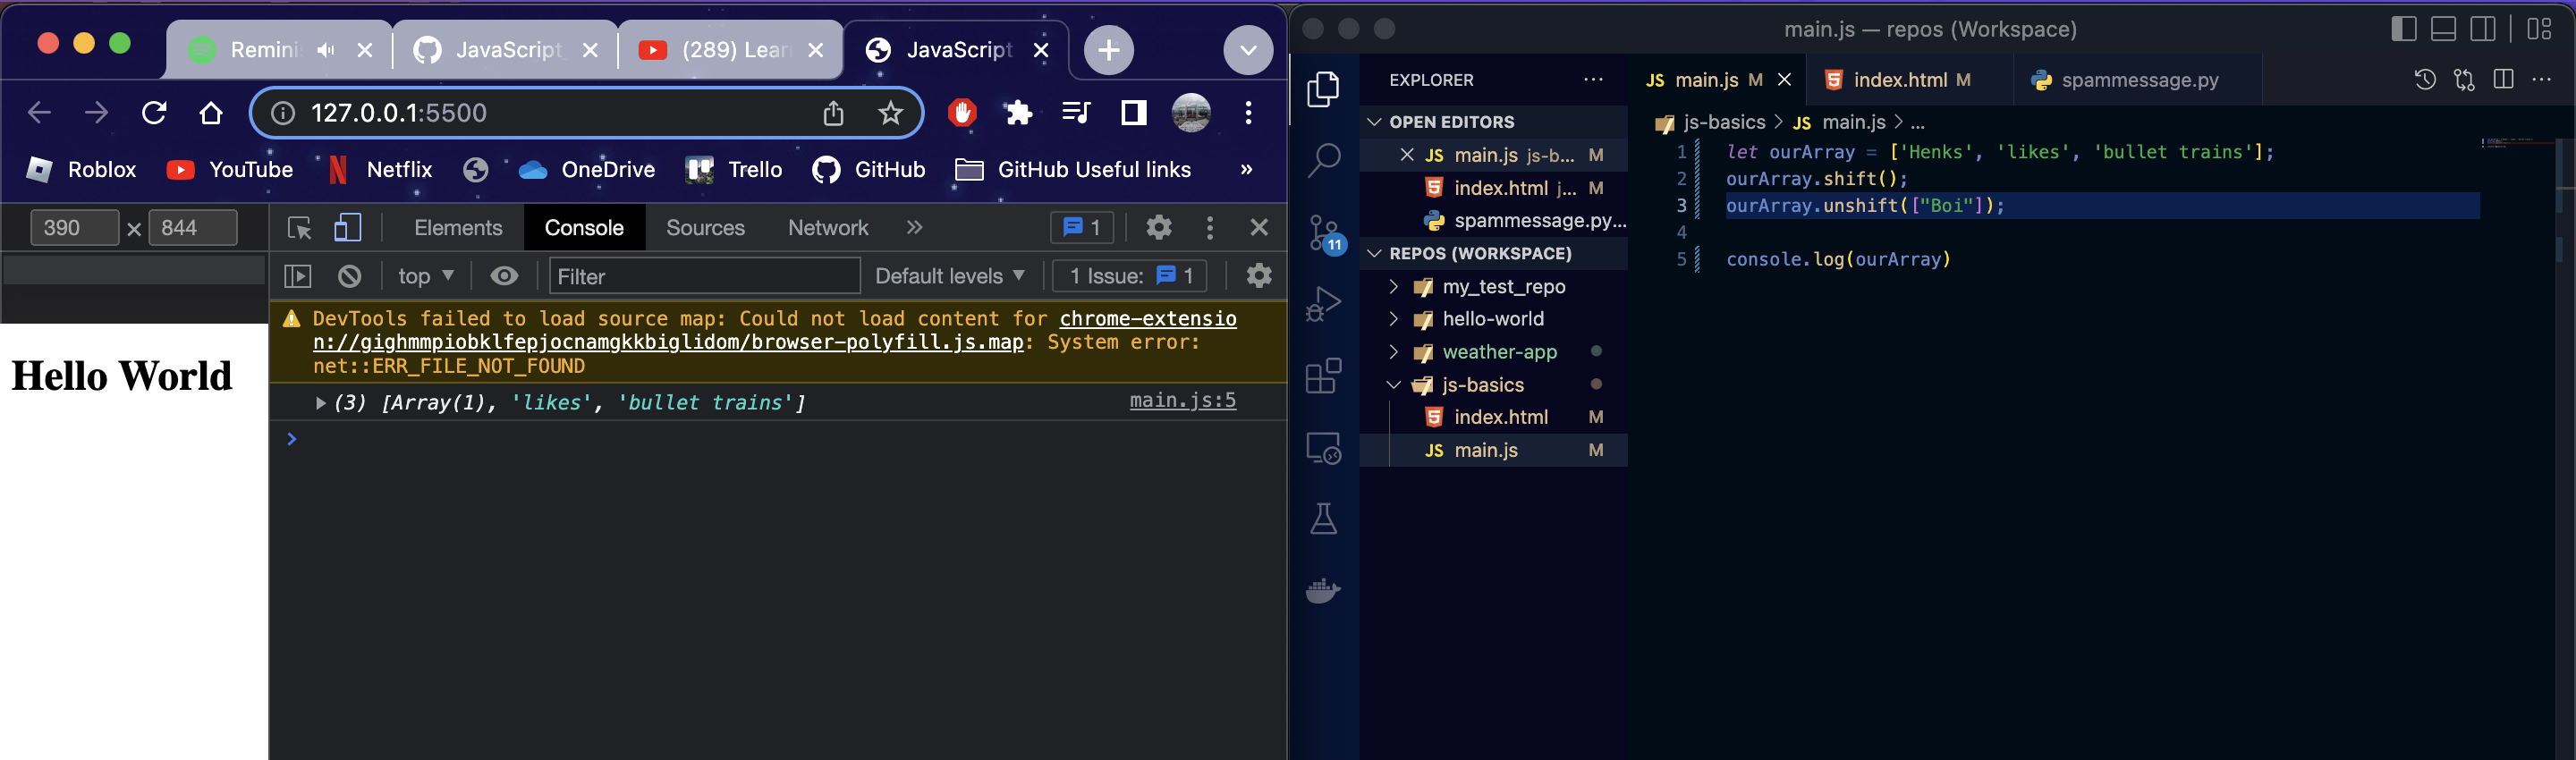 Reminis
JavaScript_
(289) Lear
JavaScript
127.0.0.1:5500
Roblox YouTube Netflix OneDrive Trello GitHub GitHub Useful links »
390 × 844 Elements Console Sources Network » 1
top Filter Default levels 1 Issue: 1
DevTools failed to load source map: Could not load content for chrome-extensio
n://gighmmpiobklfepjocnamgkkbiglidom/browser-polyfill.js.map: System error:
net::ERR_FILE_NOT_FOUND
(3) [Array(1), 'likes', 'bullet trains'] main.js:5
>
Hello World
main.js — repos (Workspace)
EXPLORER ...
OPEN EDITORS
JS main.js js-b... M
index.html j... M
spammessage.py...
REPOS (WORKSPACE)
my_test_repo
hello-world
weather-app
js-basics
index.html M
JS main.js M
11
JS main.js M index.html M spammessage.py
js-basics > JS main.js > ...
1 let ourArray = ['Henks', 'likes', 'bullet trains'];
2 ourArray.shift();
3 ourArray.unshift(["Boi"]);
4
5 console.log(ourArray)